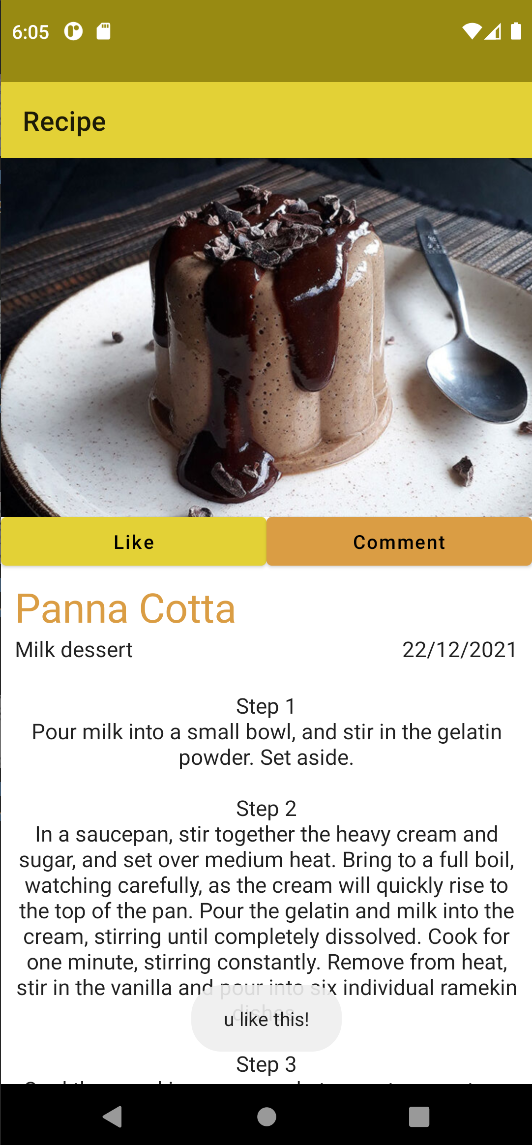 6:05
Recipe
Like
Comment
Panna Cotta
Milk dessert
22/12/2021
Step 1
Pour milk into a small bowl, and stir in the gelatin
powder. Set aside.
Step 2
In a saucepan, stir together the heavy cream and
sugar, and set over medium heat. Bring to a full boil,
watching carefully, as the cream will quickly rise to
the top of the pan. Pour the gelatin and milk into the
cream, stirring until completely dissolved. Cook for
one minute, stirring constantly. Remove from heat,
stir in the vanilla and pour into six individual ramekin
dishes.
u like this!
Step 3